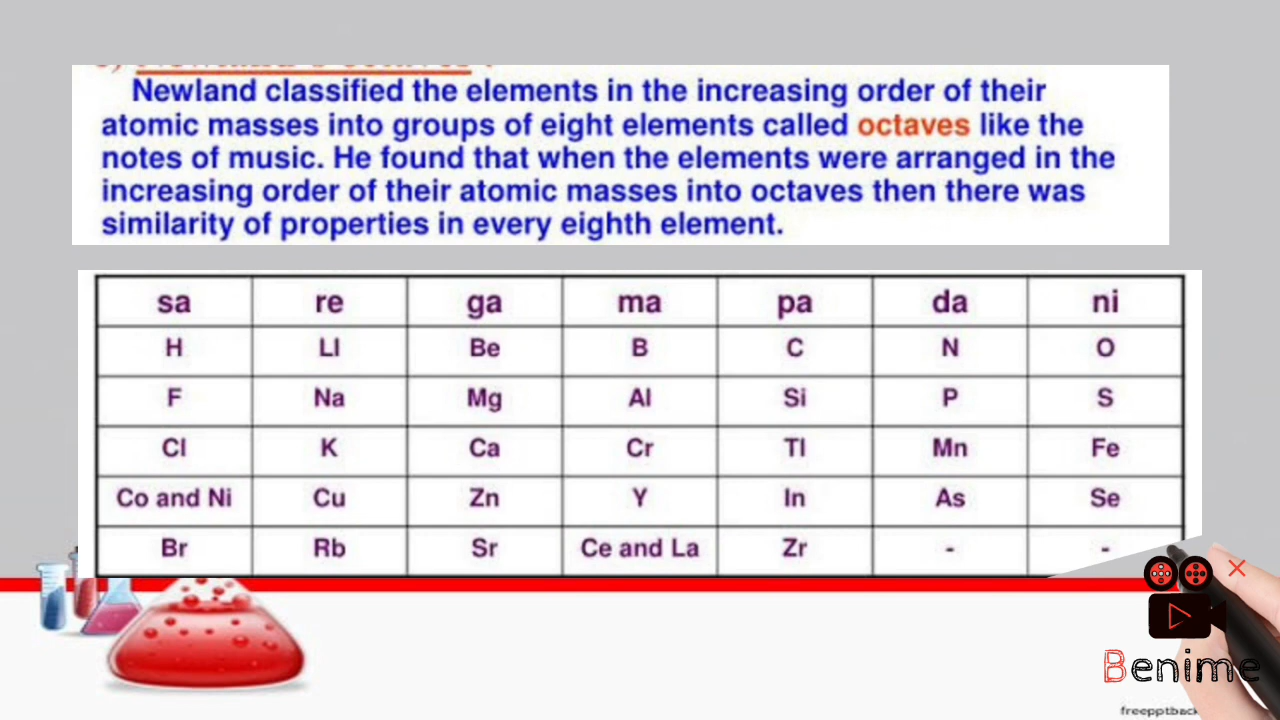 Newland classified the elements in the increasing order of their
atomic masses into groups of eight elements called octaves like the
notes of music. He found that when the elements were arranged in the
increasing order of their atomic masses into octaves then there was
similarity of properties in every eighth element.
sa re ga ma pa da ni
H LI Be B C N O
F Na Mg Al Si P S
Cl K Ca Cr TI Mn Fe
Co and Ni Cu Zn Y In As Se
Br Rb Sr Ce and La Zr - -
Benime